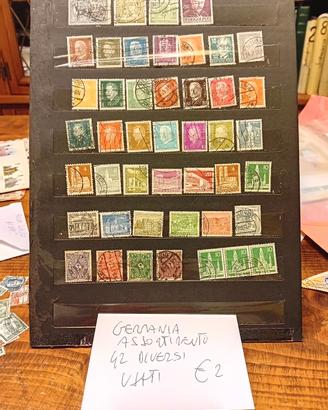 GERMANIA
ASSORTIMENTO
42 DIVERSI
USATI €2